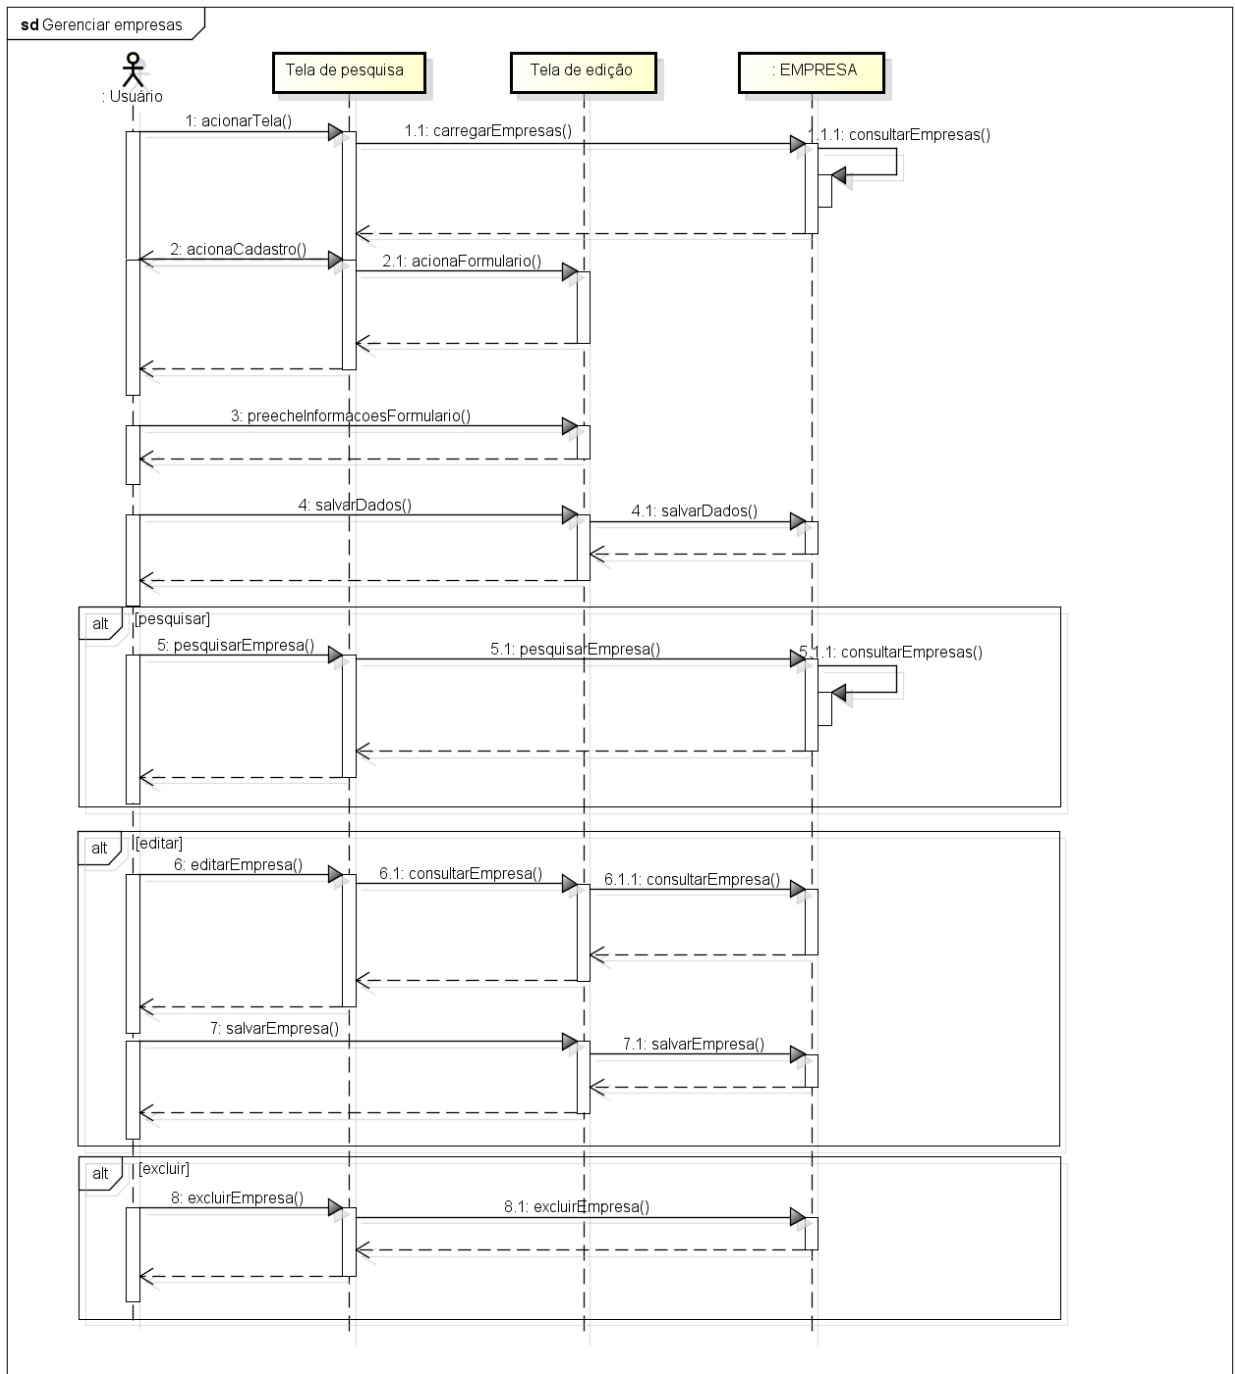 sd Gerenciar empresas
: Usuário
Tela de pesquisa
Tela de edição
: EMPRESA
1: acionarTela()
1.1: carregarEmpresas()
1.1.1: consultarEmpresas()
2: acionaCadastro()
2.1: acionaFormulario()
3: preecheInformacoesFormulario()
4: salvarDados()
4.1: salvarDados()
alt
[pesquisar]
5: pesquisarEmpresa()
5.1: pesquisarEmpresa()
5.1.1: consultarEmpresas()
alt
[editar]
6: editarEmpresa()
6.1: consultarEmpresa()
6.1.1: consultarEmpresa()
7: salvarEmpresa()
7.1: salvarEmpresa()
alt
[excluir]
8: excluirEmpresa()
8.1: excluirEmpresa()